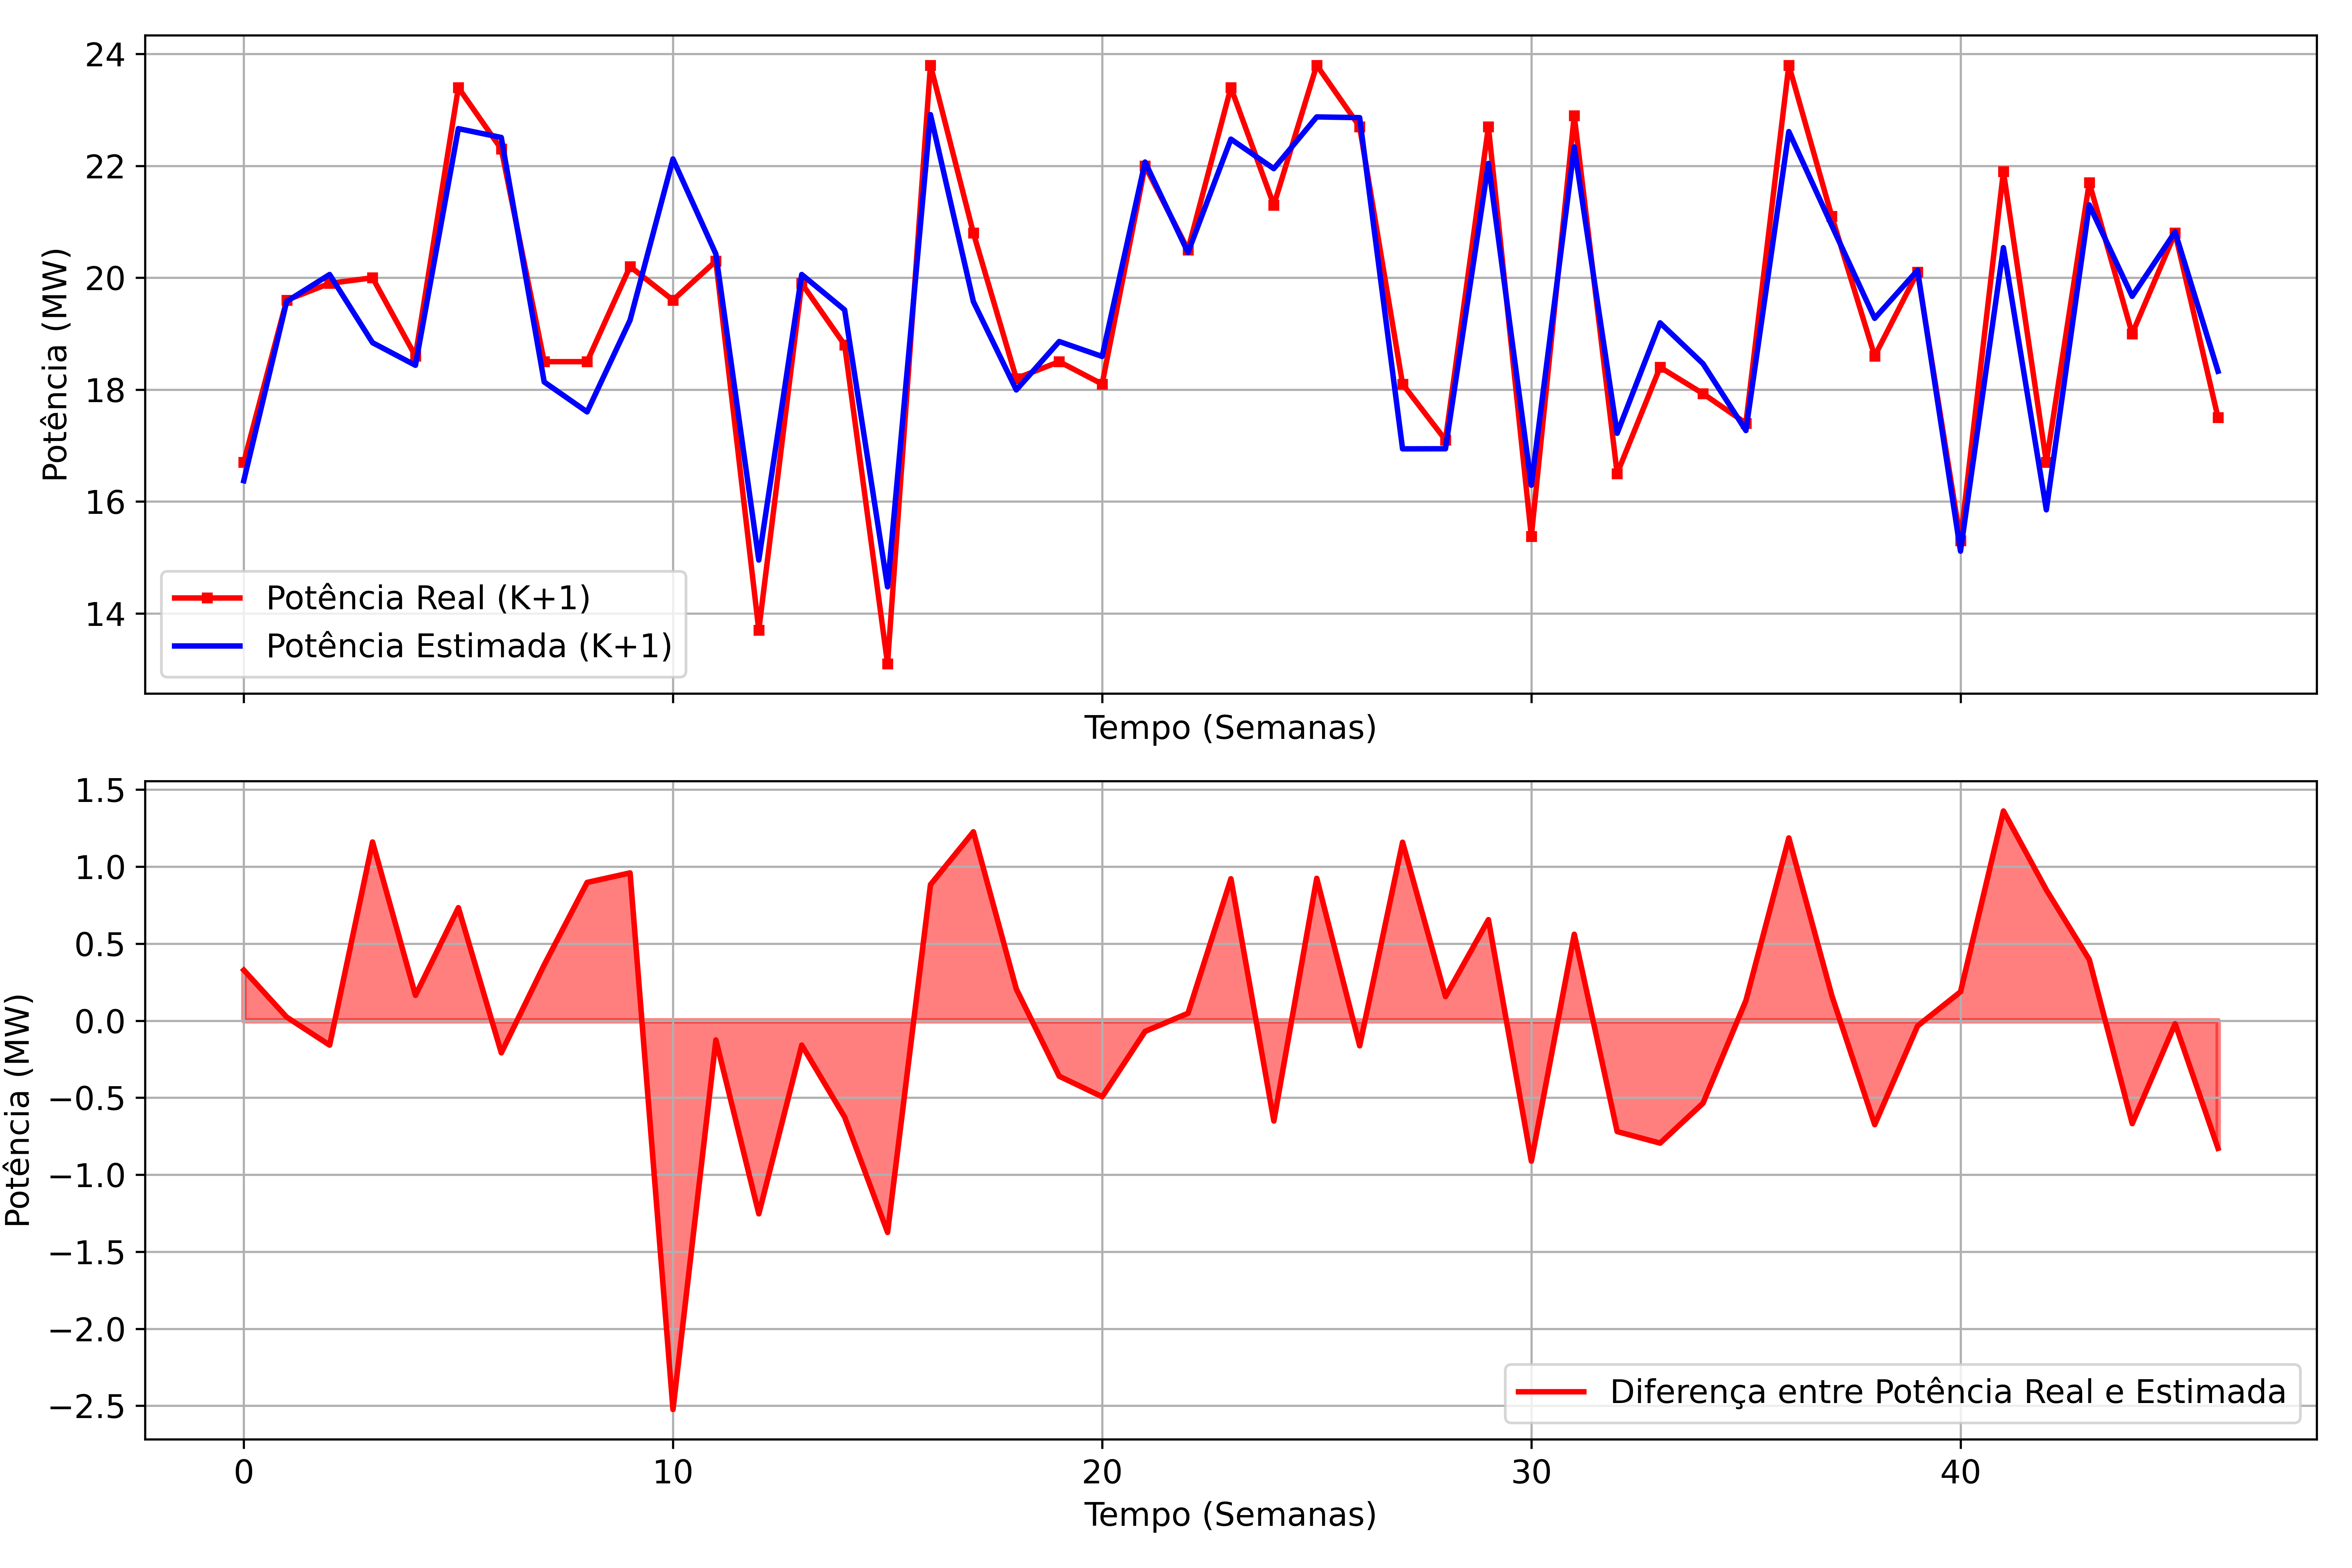 24
22
20
18
16
14
Potência (MW)
Potência Real (K+1)
Potência Estimada (K+1)
Tempo (Semanas)
1.5
1.0
0.5
0.0
−0.5
−1.0
−1.5
−2.0
−2.5
Potência (MW)
Diferença entre Potência Real e Estimada
0 10 20 30 40
Tempo (Semanas)